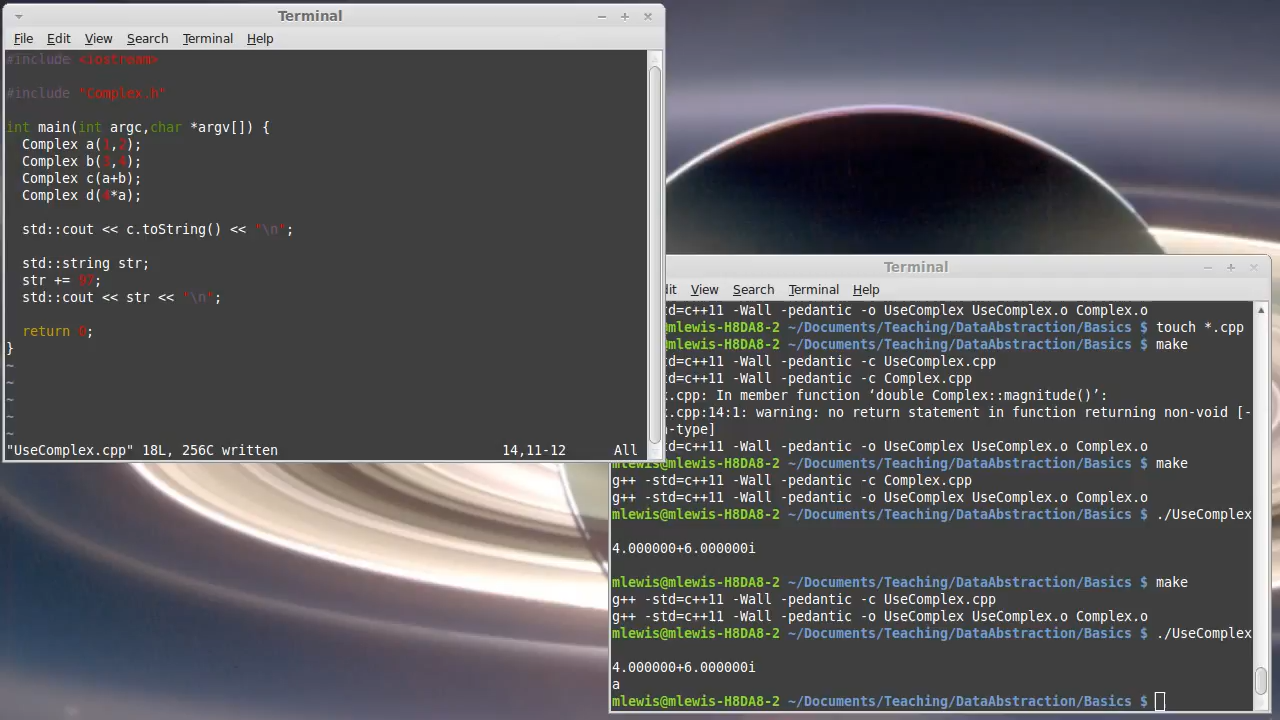 Terminal
File Edit View Search Terminal Help
#include <iostream>
#include "Complex.h"
int main(int argc,char *argv[]) {
Complex a(1,2);
Complex b(3,4);
Complex c(a+b);
Complex d(4*a);
std::cout << c.toString() << "\n";
std::string str;
str += 97;
std::cout << str << "\n";
return 0;
}
~
~
~
~
~
"UseComplex.cpp" 18L, 256C written 14,11-12 All
Terminal
it View Search Terminal Help
td=c++11 -Wall -pedantic -o UseComplex UseComplex.o Complex.o
@mlewis-H8DA8-2 ~/Documents/Teaching/DataAbstraction/Basics $ touch *.cpp
@mlewis-H8DA8-2 ~/Documents/Teaching/DataAbstraction/Basics $ make
td=c++11 -Wall -pedantic -c UseComplex.cpp
td=c++11 -Wall -pedantic -c Complex.cpp
x.cpp: In member function ‘double Complex::magnitude()’:
x.cpp:14:1: warning: no return statement in function returning non-void [-
n-type]
td=c++11 -Wall -pedantic -o UseComplex UseComplex.o Complex.o
mlewis@mlewis-H8DA8-2 ~/Documents/Teaching/DataAbstraction/Basics $ make
g++ -std=c++11 -Wall -pedantic -c Complex.cpp
g++ -std=c++11 -Wall -pedantic -o UseComplex UseComplex.o Complex.o
mlewis@mlewis-H8DA8-2 ~/Documents/Teaching/DataAbstraction/Basics $ ./UseComplex
4.000000+6.000000i
mlewis@mlewis-H8DA8-2 ~/Documents/Teaching/DataAbstraction/Basics $ make
g++ -std=c++11 -Wall -pedantic -c UseComplex.cpp
g++ -std=c++11 -Wall -pedantic -o UseComplex UseComplex.o Complex.o
mlewis@mlewis-H8DA8-2 ~/Documents/Teaching/DataAbstraction/Basics $ ./UseComplex
4.000000+6.000000i
a
mlewis@mlewis-H8DA8-2 ~/Documents/Teaching/DataAbstraction/Basics $